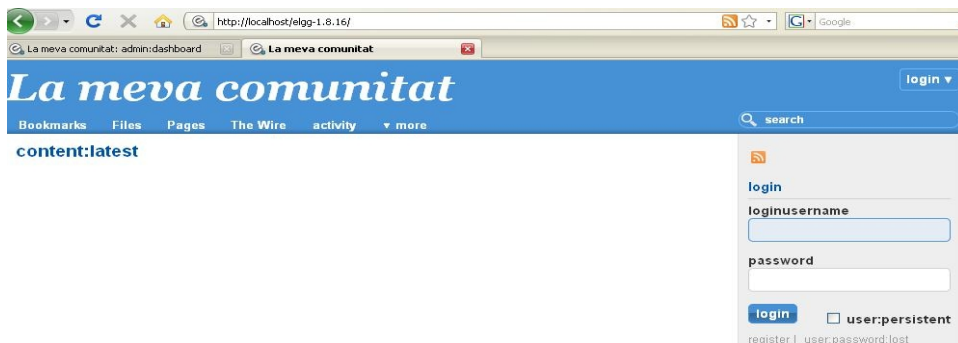 http://localhost/elgg-1.8.16/
Google
La meva comunitat: admin:dashboard
La meva comunitat
La meva comunitat
login ▾
Bookmarks Files Pages The Wire activity ▾ more
search
content:latest
login
loginusername
password
login
user:persistent
register | user:password:lost